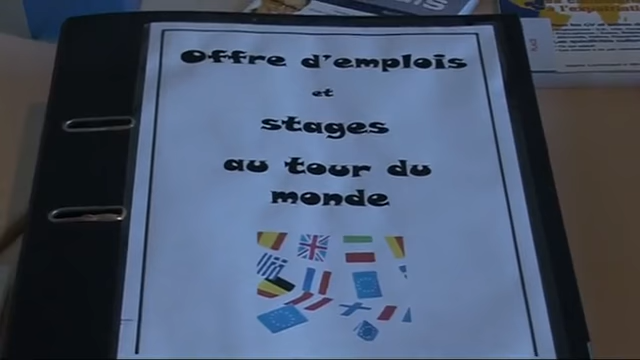 Offre d'emplois
et
stages
au tour du
monde